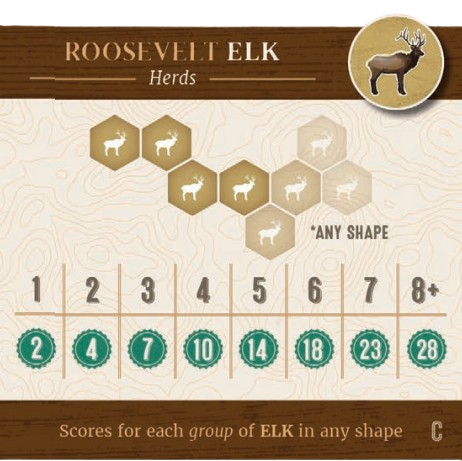 ROOSEVELT ELK
Herds
*ANY SHAPE
1 2 3 4 5 6 7 8+
2 4 7 10 14 18 23 28
Scores for each group of ELK in any shape C